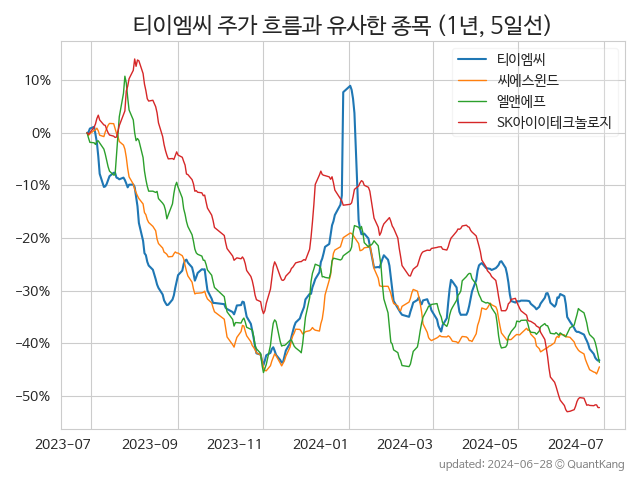 티이엠씨 주가 흐름과 유사한 종목 (1년, 5일선)
티이엠씨
씨에스윈드
엘앤에프
SK아이이테크놀로지
10%
0%
−10%
−20%
−30%
−40%
−50%
2023-07 2023-09 2023-11 2024-01 2024-03 2024-05 2024-07
updated: 2024-06-28 © QuantKang